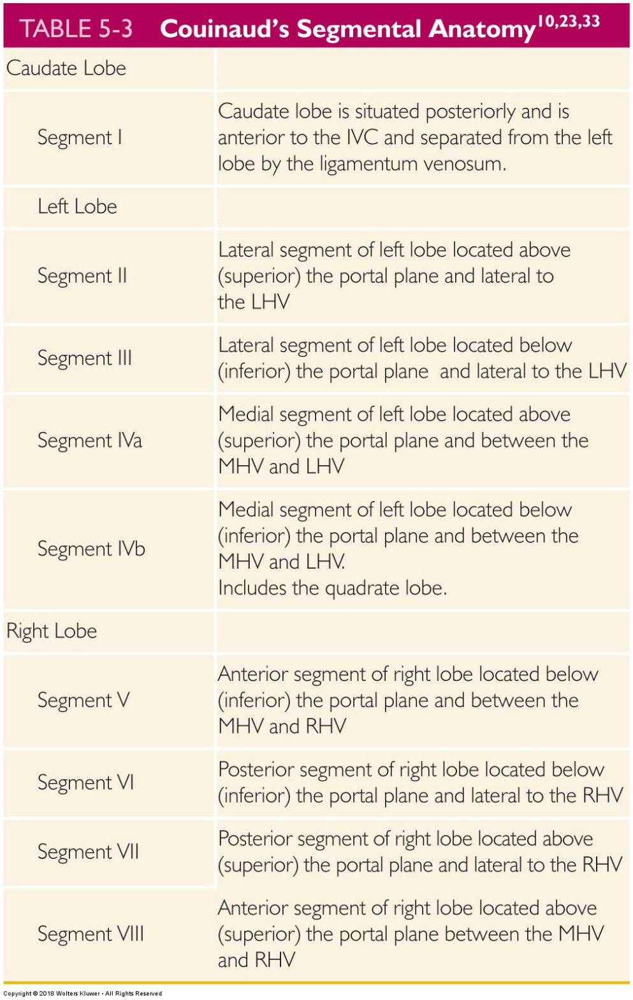 TABLE 5-3 Couinaud's Segmental Anatomy10,23,33
Caudate Lobe
Segment I
Caudate lobe is situated posteriorly and is
anterior to the IVC and separated from the left
lobe by the ligamentum venosum.
Left Lobe
Segment II
Lateral segment of left lobe located above
(superior) the portal plane and lateral to
the LHV
Segment III
Lateral segment of left lobe located below
(inferior) the portal plane and lateral to the LHV
Segment IVa
Medial segment of left lobe located above
(superior) the portal plane and between the
MHV and LHV
Segment IVb
Medial segment of left lobe located below
(inferior) the portal plane and between the
MHV and LHV.
Includes the quadrate lobe.
Right Lobe
Segment V
Anterior segment of right lobe located below
(inferior) the portal plane and between the
MHV and RHV
Segment VI
Posterior segment of right lobe located below
(inferior) the portal plane and lateral to the RHV
Segment VII
Posterior segment of right lobe located above
(superior) the portal plane and lateral to the RHV
Segment VIII
Anterior segment of right lobe located above
(superior) the portal plane between the MHV
and RHV
Copyright © 2018 Wolters Kluwer • All Rights Reserved